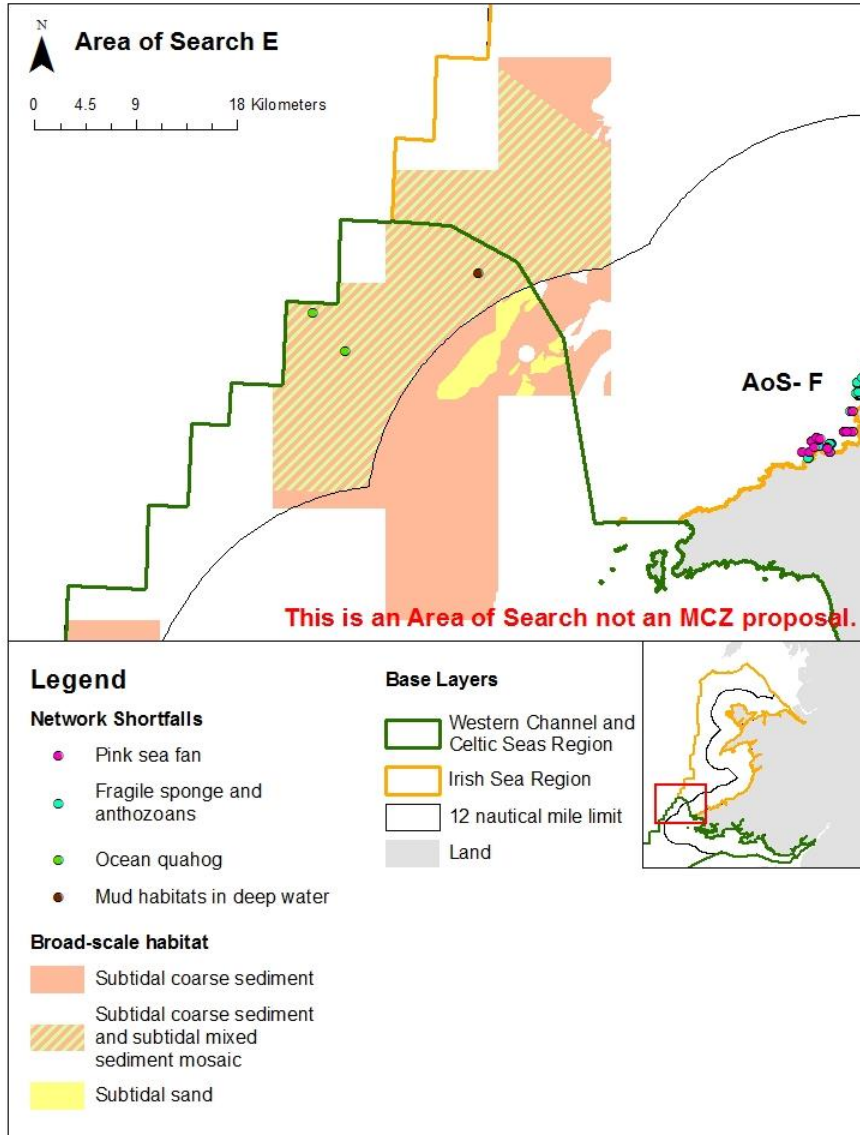 N
Area of Search E
0 4.5 9 18 Kilometers
AoS- F
This is an Area of Search not an MCZ proposal.
Legend
Network Shortfalls
Pink sea fan
Fragile sponge and
anthozoans
Ocean quahog
Mud habitats in deep water
Broad-scale habitat
Subtidal coarse sediment
Subtidal coarse sediment
and subtidal mixed
sediment mosaic
Subtidal sand
Base Layers
Western Channel and
Celtic Seas Region
Irish Sea Region
12 nautical mile limit
Land